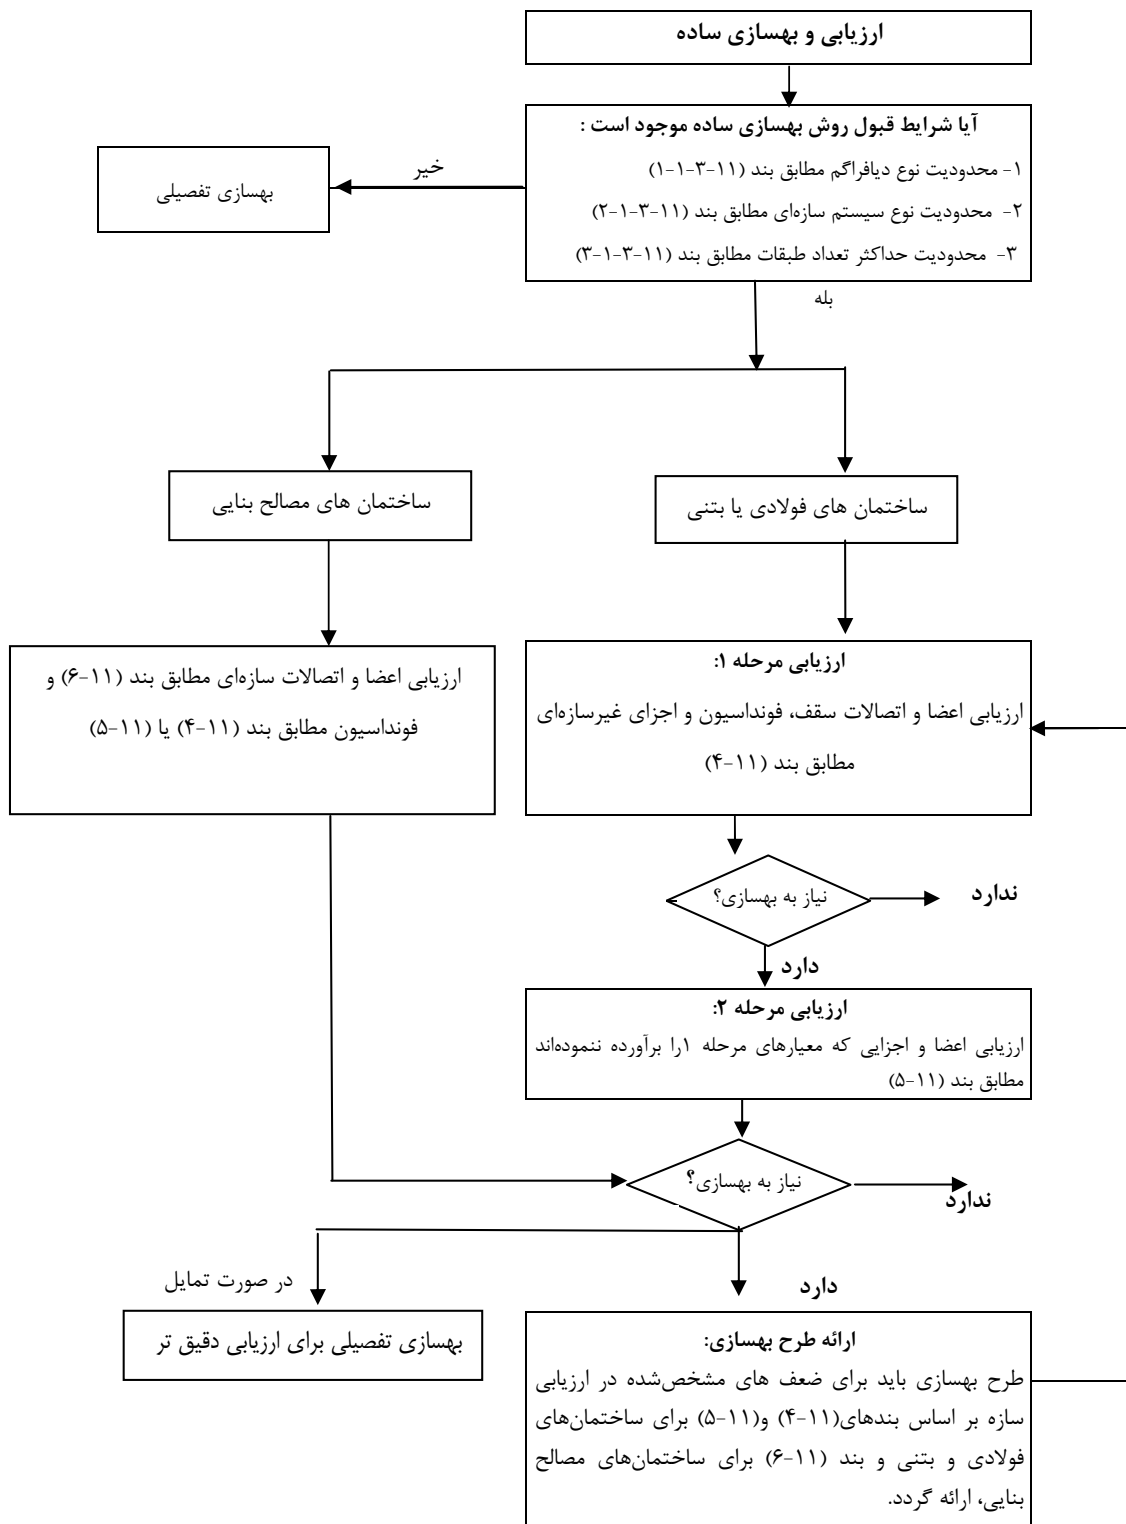 ارزیابی و بهسازی ساده
آیا شرایط قبول روش بهسازی ساده موجود است :
۱- محدودیت نوع دیافراگم مطابق بند (۱۱-۳-۱-۱)
۲- محدودیت نوع سیستم سازه‌ای مطابق بند (۱۱-۳-۱-۲)
۳- محدودیت حداکثر تعداد طبقات مطابق بند (۱۱-۳-۱-۳)
خیر
بهسازی تفصیلی
بله
ساختمان های فولادی یا بتنی
ساختمان های مصالح بنایی
ارزیابی مرحله ۱:
ارزیابی اعضا و اتصالات سقف، فونداسیون و اجزای غیرسازه‌ای
مطابق بند (۱۱-۴)
ارزیابی اعضا و اتصالات سازه‌ای مطابق بند (۱۱-۶) و
فونداسیون مطابق بند (۱۱-۴) یا (۱۱-۵)
نیاز به بهسازی؟
ندارد
دارد
ارزیابی مرحله ۲:
ارزیابی اعضا و اجزایی که معیارهای مرحله ۱را برآورده ننموده‌اند
مطابق بند (۱۱-۵)
نیاز به بهسازی؟
ندارد
دارد
در صورت تمایل
بهسازی تفصیلی برای ارزیابی دقیق تر
ارائه طرح بهسازی:
طرح بهسازی باید برای ضعف های مشخص‌شده در ارزیابی
سازه بر اساس بندهای(۱۱-۴) و(۱۱-۵) برای ساختمان‌های
فولادی و بتنی و بند (۱۱-۶) برای ساختمان‌های مصالح
بنایی، ارائه گردد.